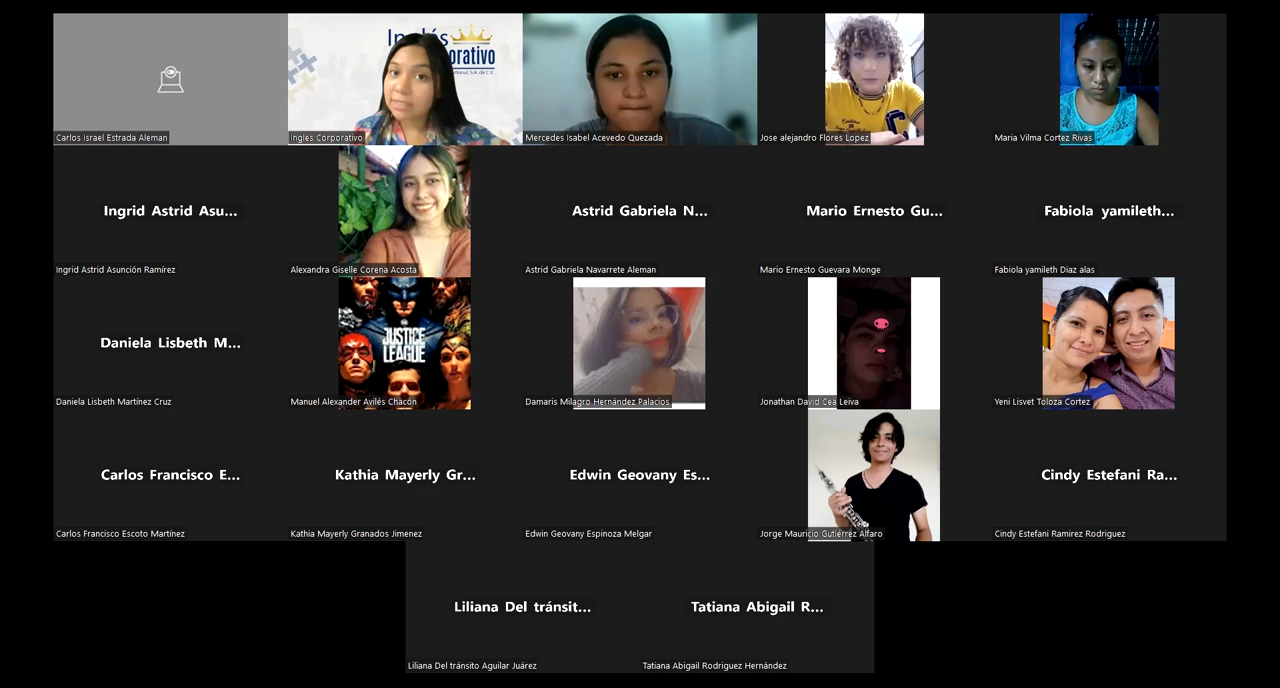 Inglés
orporativo
Carlos Israel Estrada Aleman
Ingles Corporativo
Mercedes Isabel Acevedo Quezada
Jose alejandro Flores Lopez
Maria Vilma Cortez Rivas
Ingrid Astrid Asu...
Astrid Gabriela N...
Mario Ernesto Gu...
Fabiola yamileth...
Ingrid Astrid Asunción Ramírez
Alexandra Giselle Corena Acosta
Astrid Gabriela Navarrete Aleman
Mario Ernesto Guevara Monge
Fabiola yamileth Diaz alas
Daniela Lisbeth M...
JUSTICE
LEAGUE
Daniela Lisbeth Martínez Cruz
Manuel Alexander Avilés Chacón
Damaris Milagro Hernández Palacios
Jonathan David Cea Leiva
Yeni Lisvet Toloza Cortez
Carlos Francisco E...
Kathia Mayerly Gr...
Edwin Geovany Es...
Cindy Estefani Ra...
Carlos Francisco Escoto Martínez
Kathia Mayerly Granados Jimenez
Edwin Geovany Espinoza Melgar
Jorge Mauricio Gutiérrez Alfaro
Cindy Estefani Ramirez Rodriguez
Liliana Del tránsit...
Tatiana Abigail R...
Liliana Del tránsito Aguilar Juárez
Tatiana Abigail Rodriguez Hernández